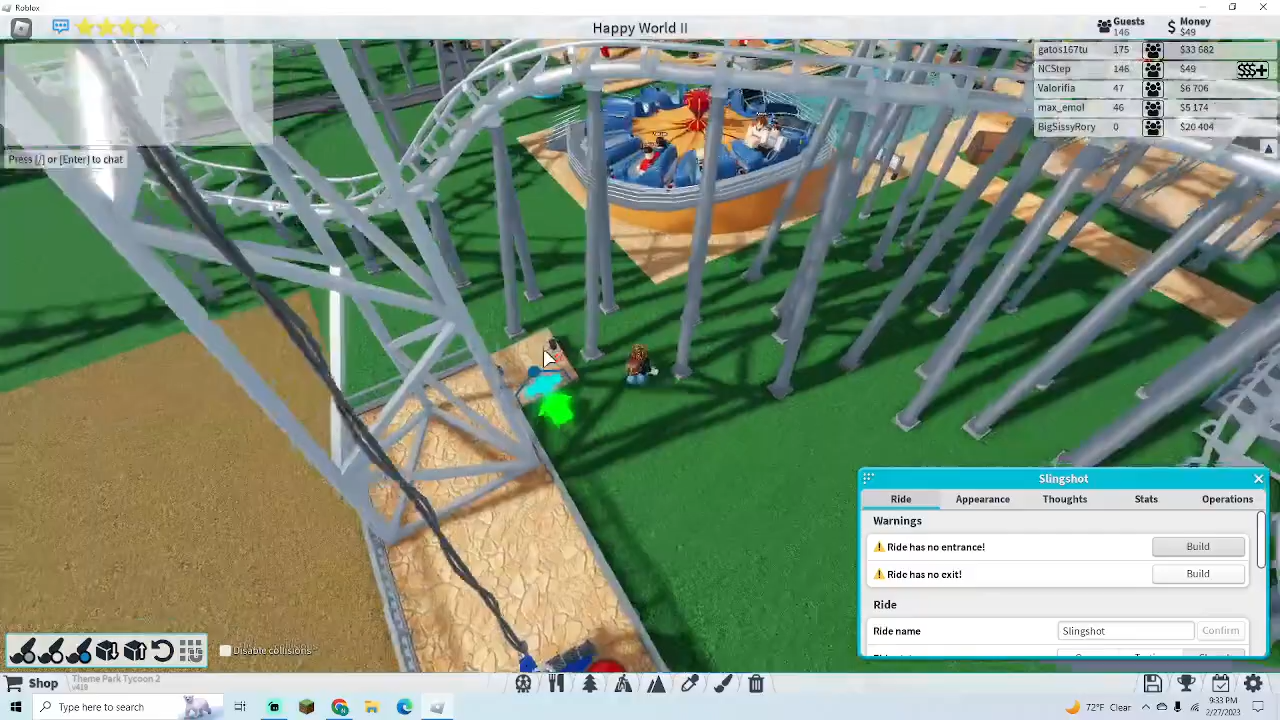 Roblox
Happy World II
Guests
146
Money
$49
gatos167tu 175 $33 682
NCStep 146 $49
Valorifia 47 $6 706
max_emol 46 $5 174
BigSissyRory 0 $20 404
Press [/] or [Enter] to chat
Slingshot
Ride Appearance Thoughts Stats Operations
Warnings
Ride has no entrance! Build
Ride has no exit! Build
Ride
Ride name Slingshot Confirm
Disable collisions
Shop
Theme Park Tycoon 2
v419
Type here to search
72°F Clear
9:33 PM
2/27/2023